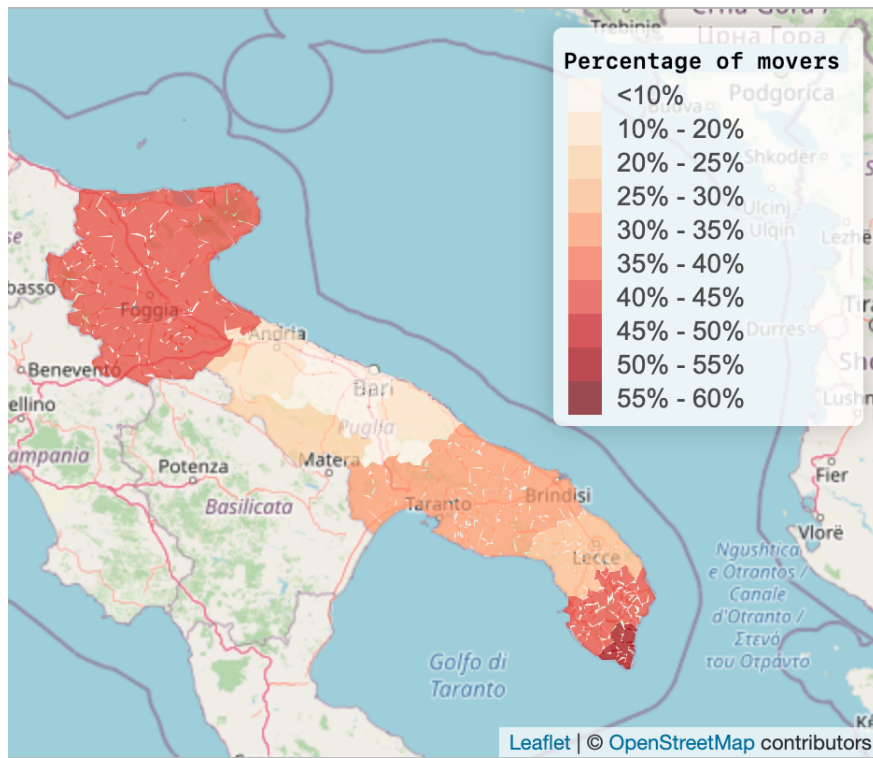 Trebinje
Црна Гора
Percentage of movers
<10%
10% - 20%
20% - 25%
25% - 30%
30% - 35%
35% - 40%
40% - 45%
45% - 50%
50% - 55%
55% - 60%
Podgorica
Budva
Shkodër
Ulcinj
Ulqin
Lezhë
Durrës
Foggia
Andria
Benevento
Bari
Puglia
Matera
Potenza
Basilicata
Taranto
Brindisi
Lecce
Fier
Vlorë
Ngushtica
e Otrantos /
Canale
d'Otranto /
Στενό
του Οτράντο
Golfo di
Taranto
Leaflet | © OpenStreetMap contributors